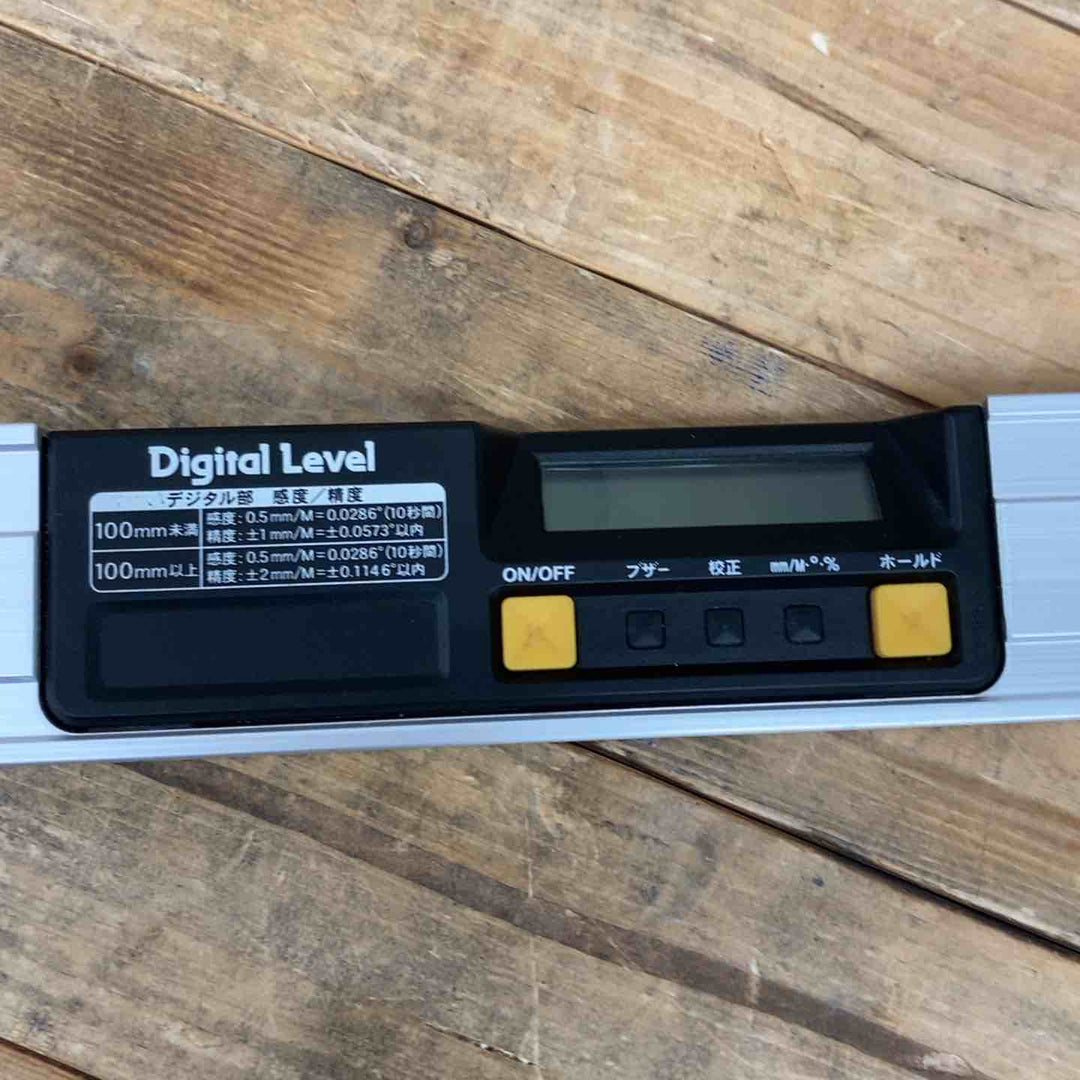 Digital Level
デジタル部 感度/精度
100mm未満
感度:0.5mm/M=0.0286°(10秒間)
精度:±1mm/M=±0.0573°以内
100mm以上
感度:0.5mm/M=0.0286°(10秒間)
精度:±2mm/M=±0.1146°以内
ON/OFF ブザー 校正 mm/M・°・% ホールド